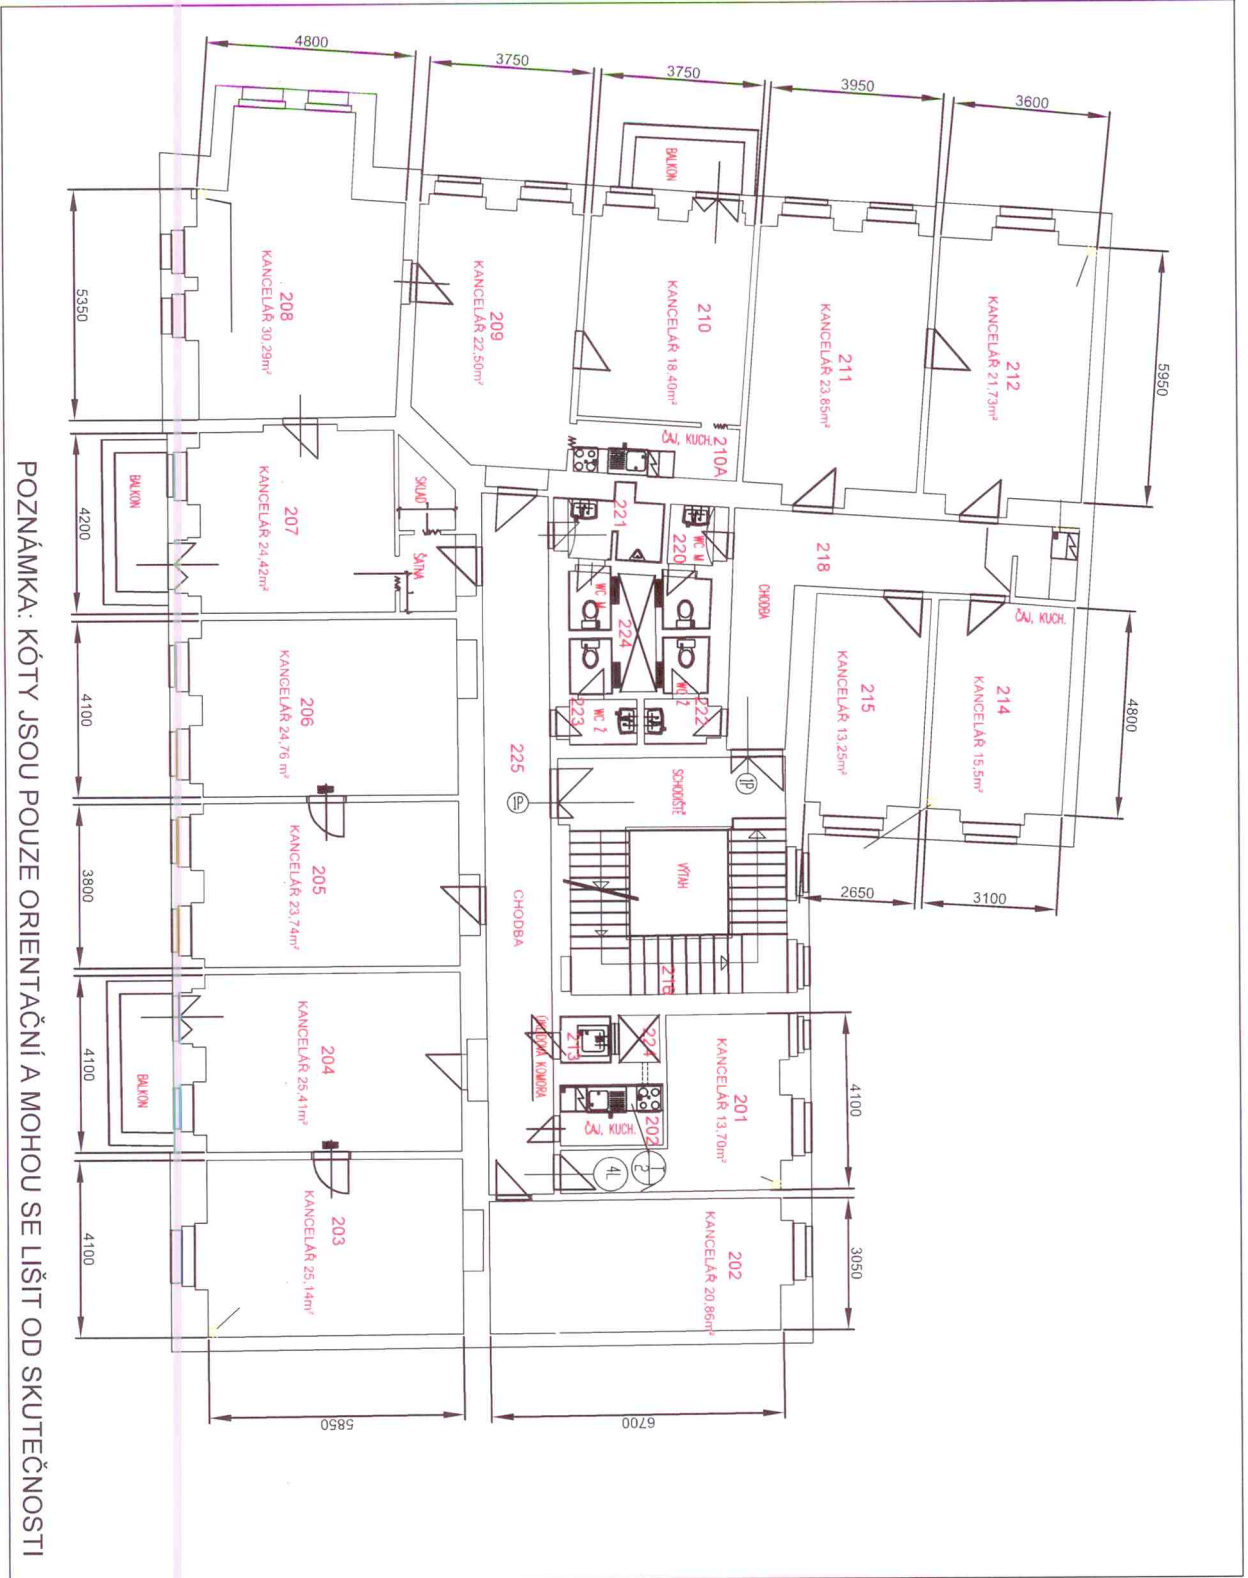 4800
3750
3750
3950
3600
BALKON
5350
5950
208
KANCELÁŘ 30,29m²
209
KANCELÁŘ 22,50m²
210
KANCELÁŘ 18.40m²
211
KANCELÁŘ 23,85m²
212
KANCELÁŘ 21,73m²
210A
ČAJ. KUCH.
4200
BALKON
207
KANCELÁŘ 24,42m²
SKLAD
ŠATNA
221
220
WC M
WC M
224
218
CHODBA
ČAJ. KUCH.
215
KANCELÁŘ 13,25m²
214
KANCELÁŘ 15,5m²
4800
4100
206
KANCELÁŘ 24,76 m²
223
WC Ž
222
WC Ž
225
CHODBA
1P
1P
SCHODIŠTĚ
VÝTAH
216
2650
3100
3800
205
KANCELÁŘ 23,74m²
4100
BALKON
204
KANCELÁŘ 25,41m²
ÚKLIDOVÁ KOMORA
213
224
201
KANCELÁŘ 13,70m²
4100
202
ČAJ. KUCH.
4L
2
4100
203
KANCELÁŘ 25,14m²
202
KANCELÁŘ 20,86m²
3050
5850
6700
POZNÁMKA: KÓTY JSOU POUZE ORIENTAČNÍ A MOHOU SE LIŠIT OD SKUTEČNOSTI